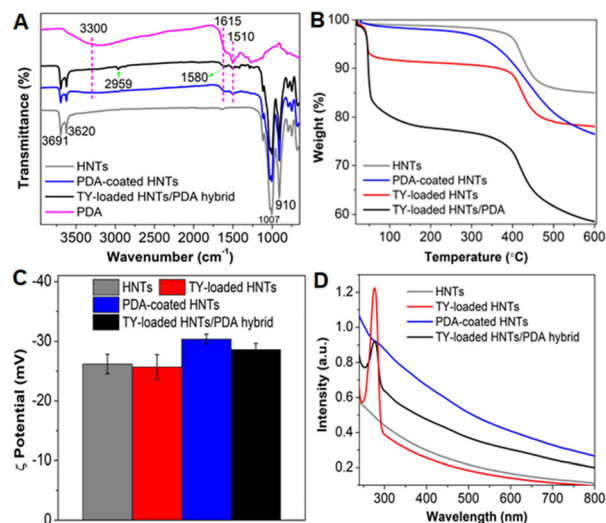 A
3300
1615
1510
2959
1580
3691
3620
910
1007
HNTs
PDA-coated HNTs
TY-loaded HNTs/PDA hybrid
PDA
Transmittance (%)
3500 3000 2500 2000 1500 1000
Wavenumber (cm-1)
B
100
90
80
70
60
Weight (%)
HNTs
PDA-coated HNTs
TY-loaded HNTs
TY-loaded HNTs/PDA
0 100 200 300 400 500 600
Temperature (°C)
C
-40
-30
-20
-10
0
ζ Potential (mV)
HNTs TY-loaded HNTs
PDA-coated HNTs
TY-loaded HNTs/PDA hybrid
D
1.2
1.0
0.8
0.6
0.4
0.2
Intensity (a.u.)
HNTs
TY-loaded HNTs
PDA-coated HNTs
TY-loaded HNTs/PDA hybrid
300 400 500 600 700 800
Wavelength (nm)